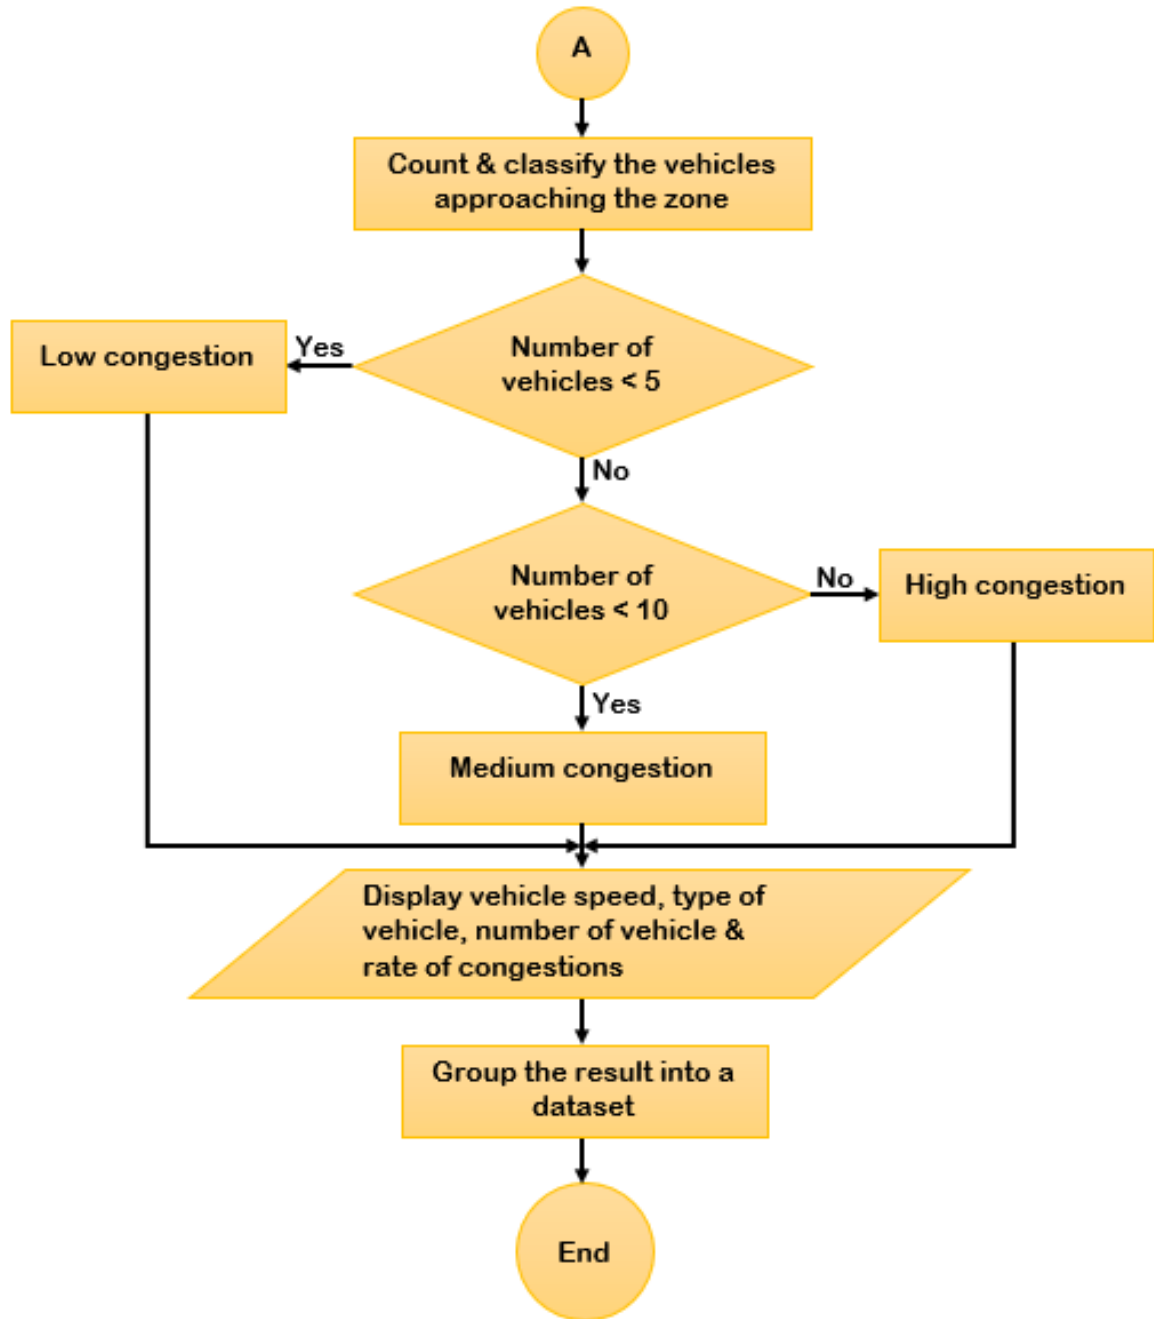 A
Count & classify the vehicles
approaching the zone
Number of
vehicles < 5
Yes
Low congestion
No
Number of
vehicles < 10
No
High congestion
Yes
Medium congestion
Display vehicle speed, type of
vehicle, number of vehicle &
rate of congestions
Group the result into a
dataset
End